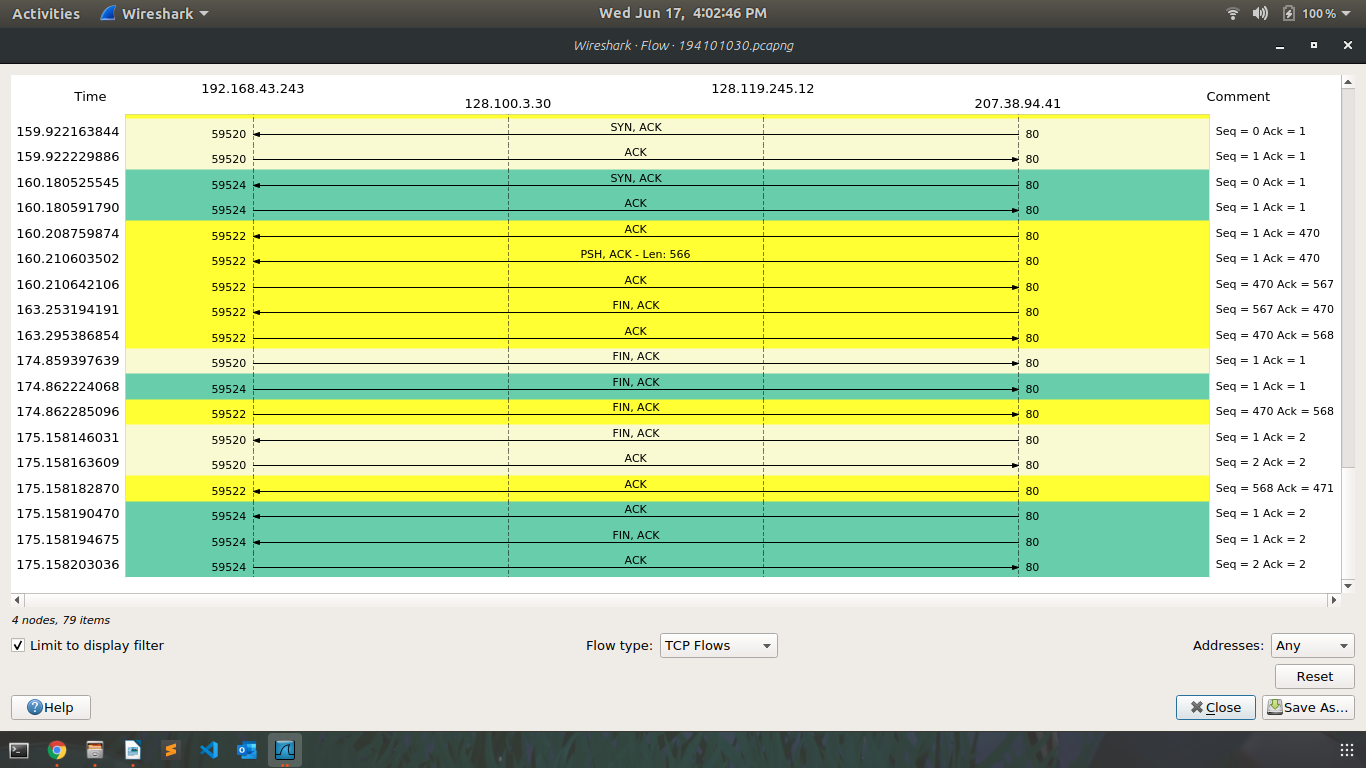 Activities Wireshark Wed Jun 17, 4:02:46 PM 100 %
Wireshark · Flow · 194101030.pcapng
Time 192.168.43.243 128.100.3.30 128.119.245.12 207.38.94.41 Comment
159.922163844 59520 SYN, ACK 80 Seq = 0 Ack = 1
159.922229886 59520 ACK 80 Seq = 1 Ack = 1
160.180525545 59524 SYN, ACK 80 Seq = 0 Ack = 1
160.180591790 59524 ACK 80 Seq = 1 Ack = 1
160.208759874 59522 ACK 80 Seq = 1 Ack = 470
160.210603502 59522 PSH, ACK - Len: 566 80 Seq = 1 Ack = 470
160.210642106 59522 ACK 80 Seq = 470 Ack = 567
163.253194191 59522 FIN, ACK 80 Seq = 567 Ack = 470
163.295386854 59522 ACK 80 Seq = 470 Ack = 568
174.859397639 59520 FIN, ACK 80 Seq = 1 Ack = 1
174.862224068 59524 FIN, ACK 80 Seq = 1 Ack = 1
174.862285096 59522 FIN, ACK 80 Seq = 470 Ack = 568
175.158146031 59520 FIN, ACK 80 Seq = 1 Ack = 2
175.158163609 59520 ACK 80 Seq = 2 Ack = 2
175.158182870 59522 ACK 80 Seq = 568 Ack = 471
175.158190470 59524 ACK 80 Seq = 1 Ack = 2
175.158194675 59524 FIN, ACK 80 Seq = 1 Ack = 2
175.158203036 59524 ACK 80 Seq = 2 Ack = 2
4 nodes, 79 items
Limit to display filter Flow type: TCP Flows Addresses: Any
Reset
Help Close Save As...